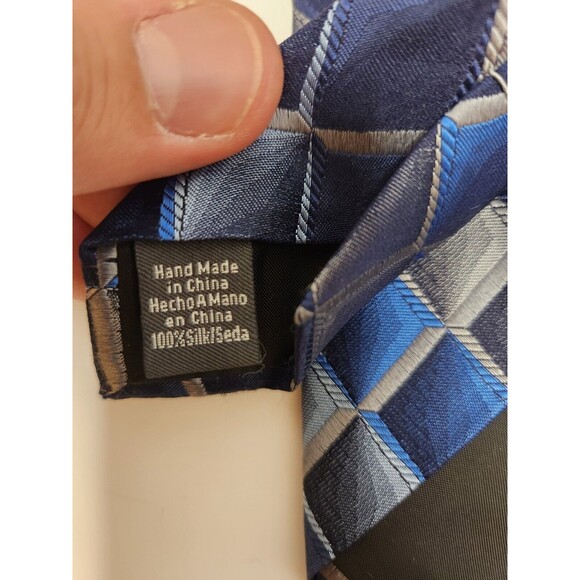 Hand Made
in China
Hecho A Mano
en China
100%Silk/Seda